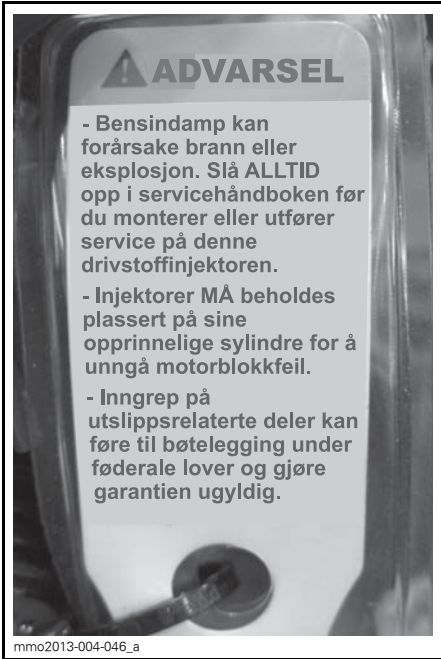 ADVARSEL
- Bensindamp kan
forårsake brann eller
eksplosjon. Slå ALLTID
opp i servicehåndboken før
du monterer eller utfører
service på denne
drivstoffinjektoren.
- Injektorer MÅ beholdes
plassert på sine
opprinnelige sylindre for å
unngå motorblokkfeil.
- Inngrep på
utslippsrelaterte deler kan
føre til bøtelegging under
føderale lover og gjøre
garantien ugyldig.
mmo2013-004-046_a